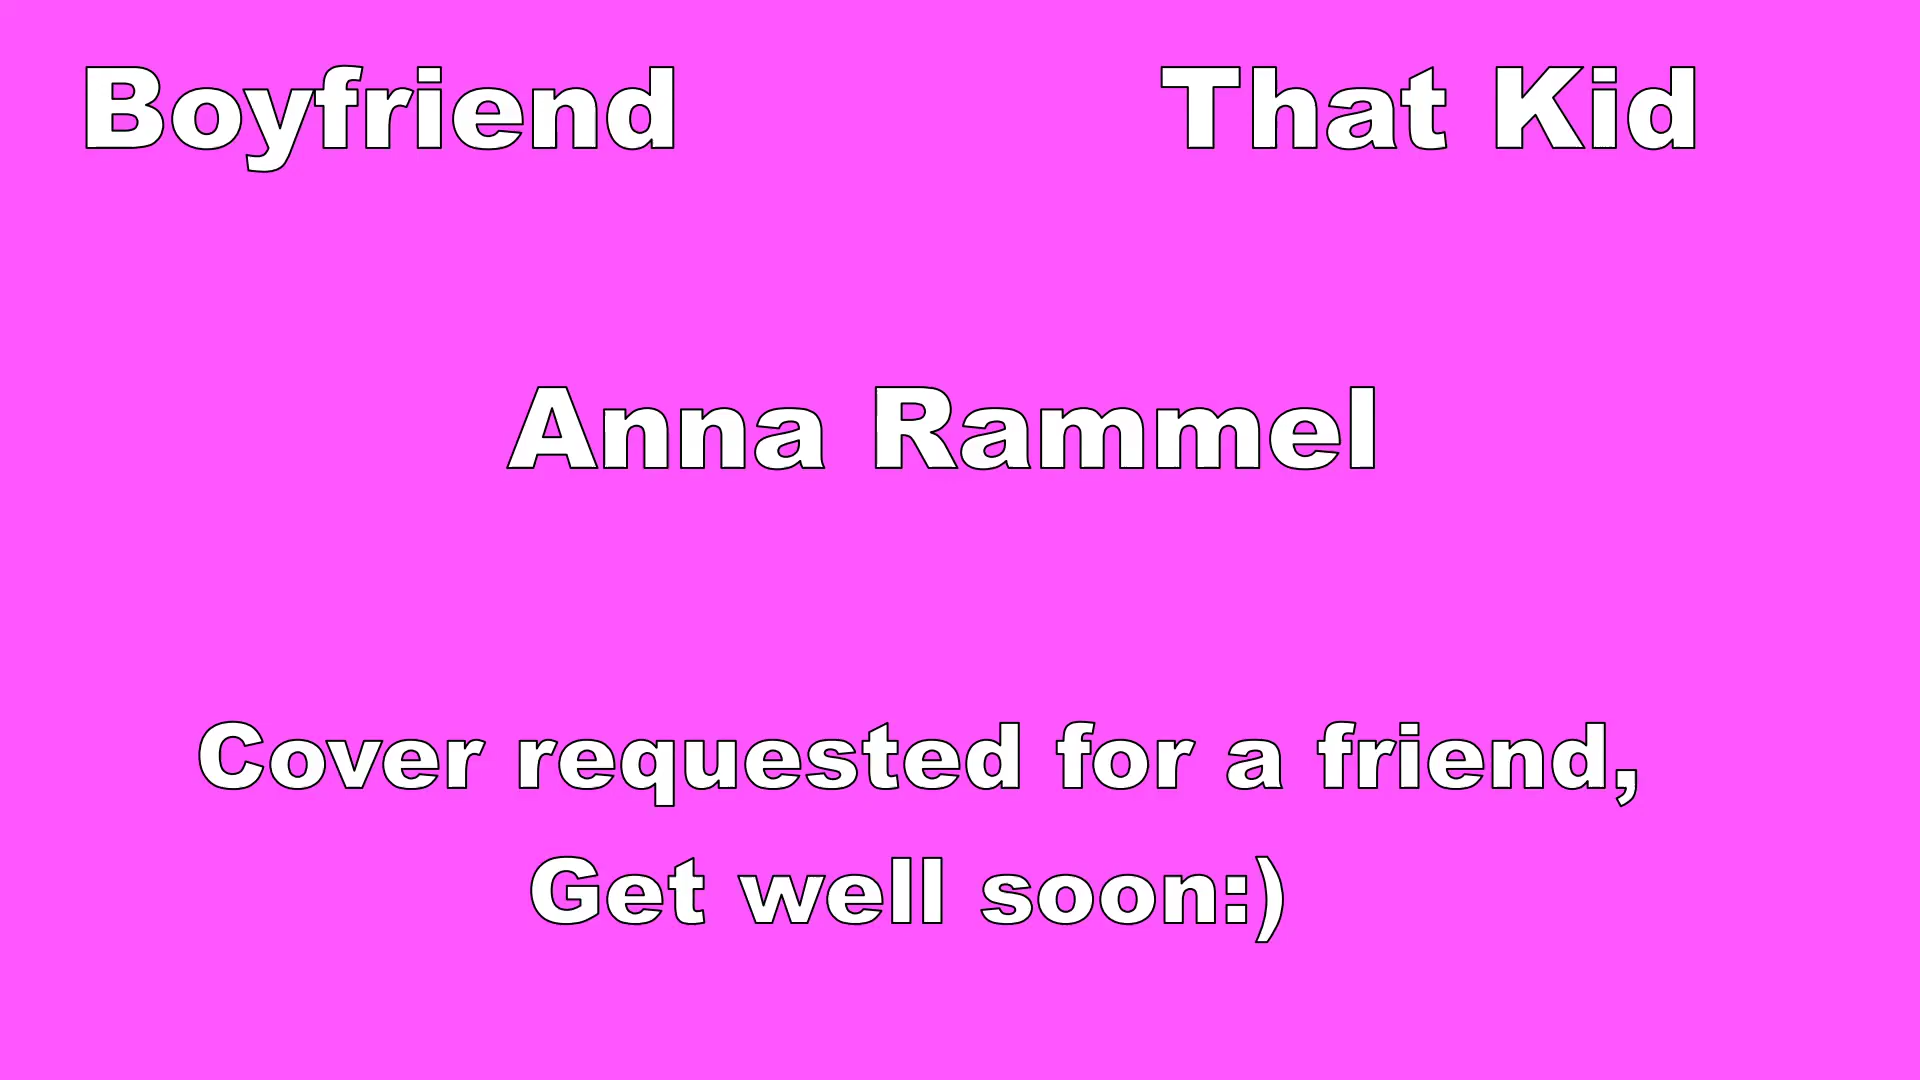 Boyfriend That Kid
Anna Rammel
Cover requested for a friend,
Get well soon:)